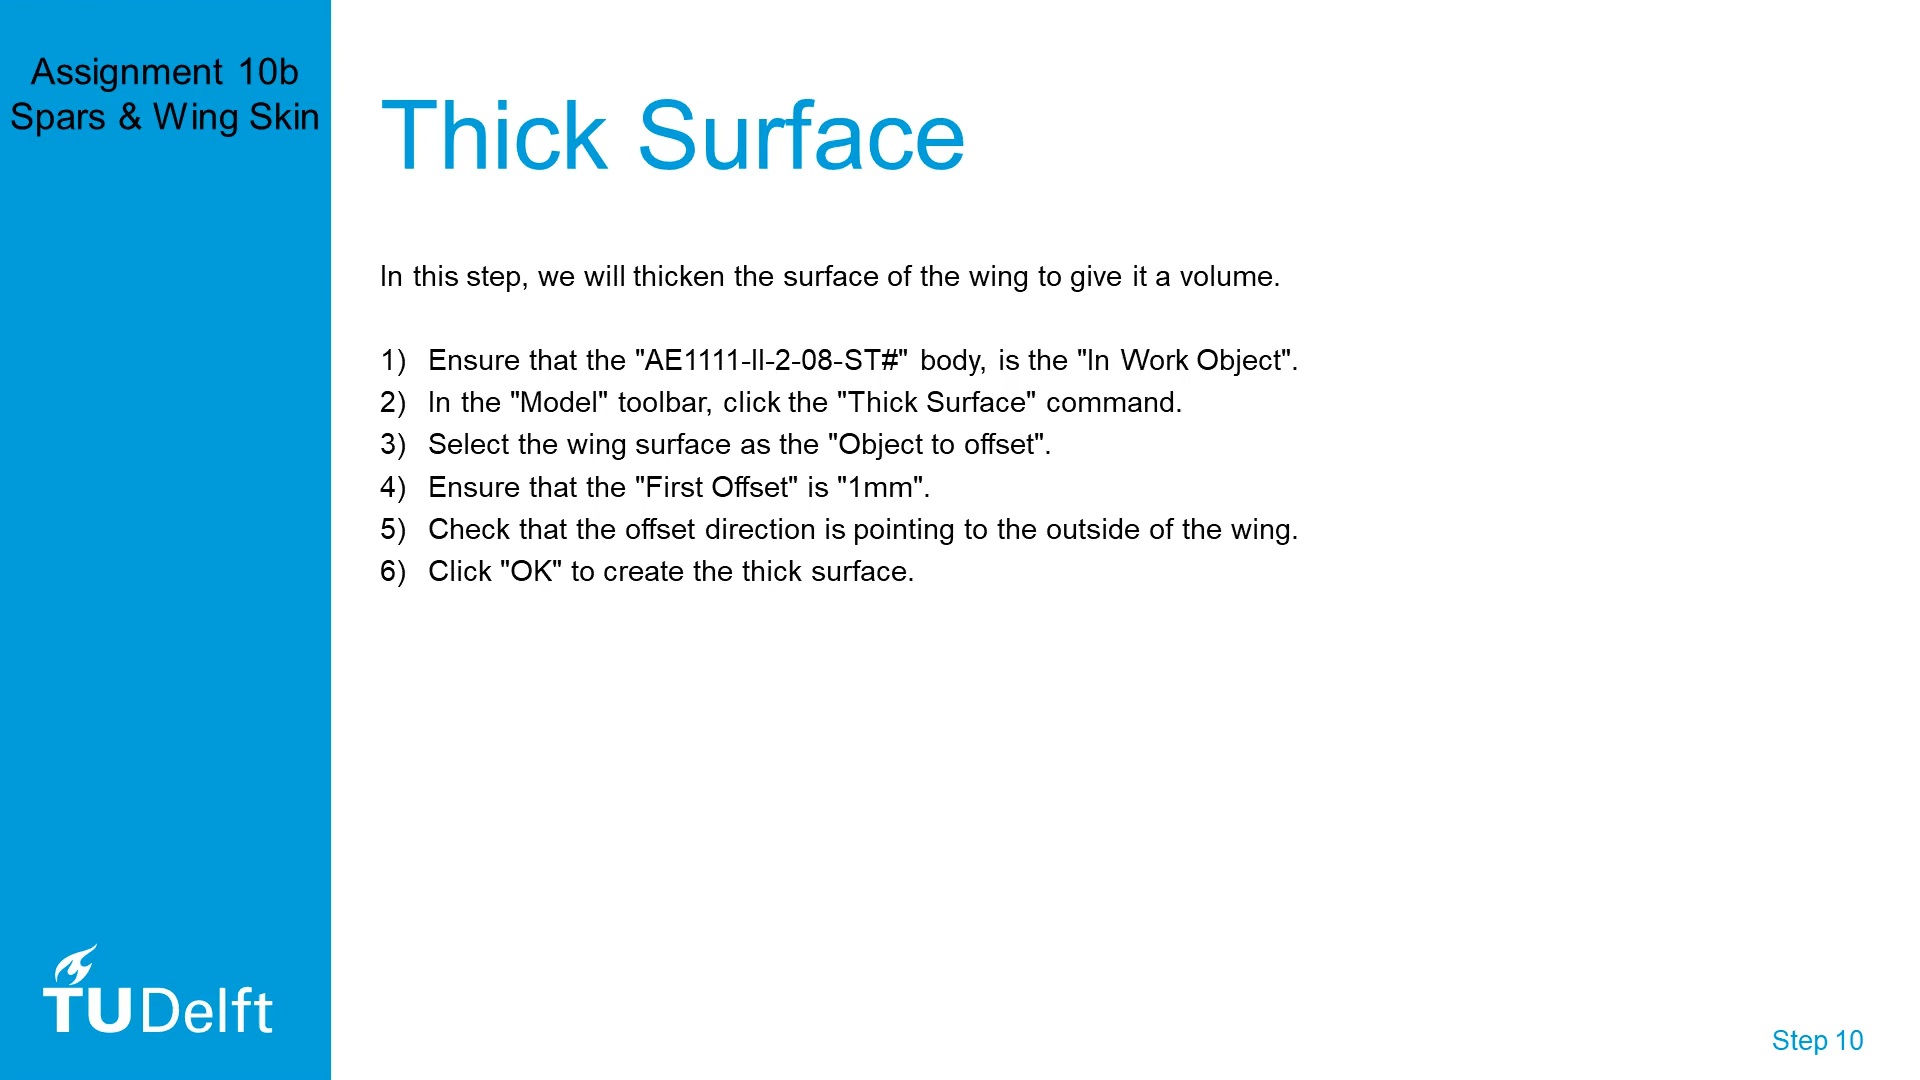 Assignment 10b
Spars & Wing Skin
Thick Surface
In this step, we will thicken the surface of the wing to give it a volume.
1) Ensure that the "AE1111-II-2-08-ST#" body, is the "In Work Object".
2) In the "Model" toolbar, click the "Thick Surface" command.
3) Select the wing surface as the "Object to offset".
4) Ensure that the "First Offset" is "1mm".
5) Check that the offset direction is pointing to the outside of the wing.
6) Click "OK" to create the thick surface.
TUDelft
Step 10